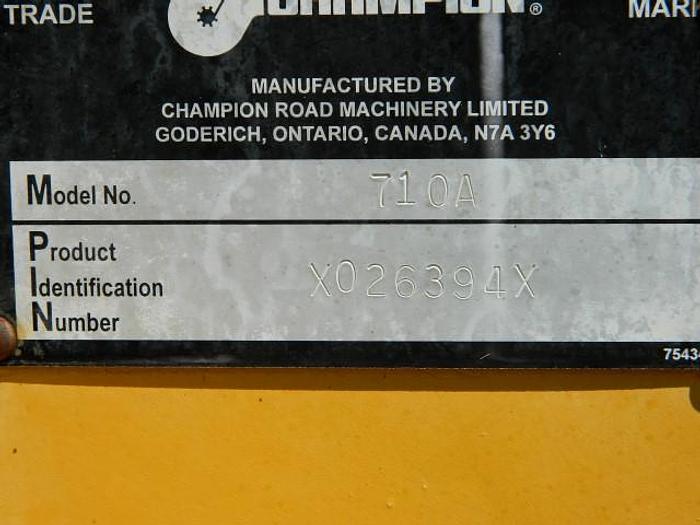 TRADE CHAMPION® MARK
MANUFACTURED BY
CHAMPION ROAD MACHINERY LIMITED
GODERICH, ONTARIO, CANADA, N7A 3Y6
Model No. 710A
Product
Identification X026394X
Number
7543